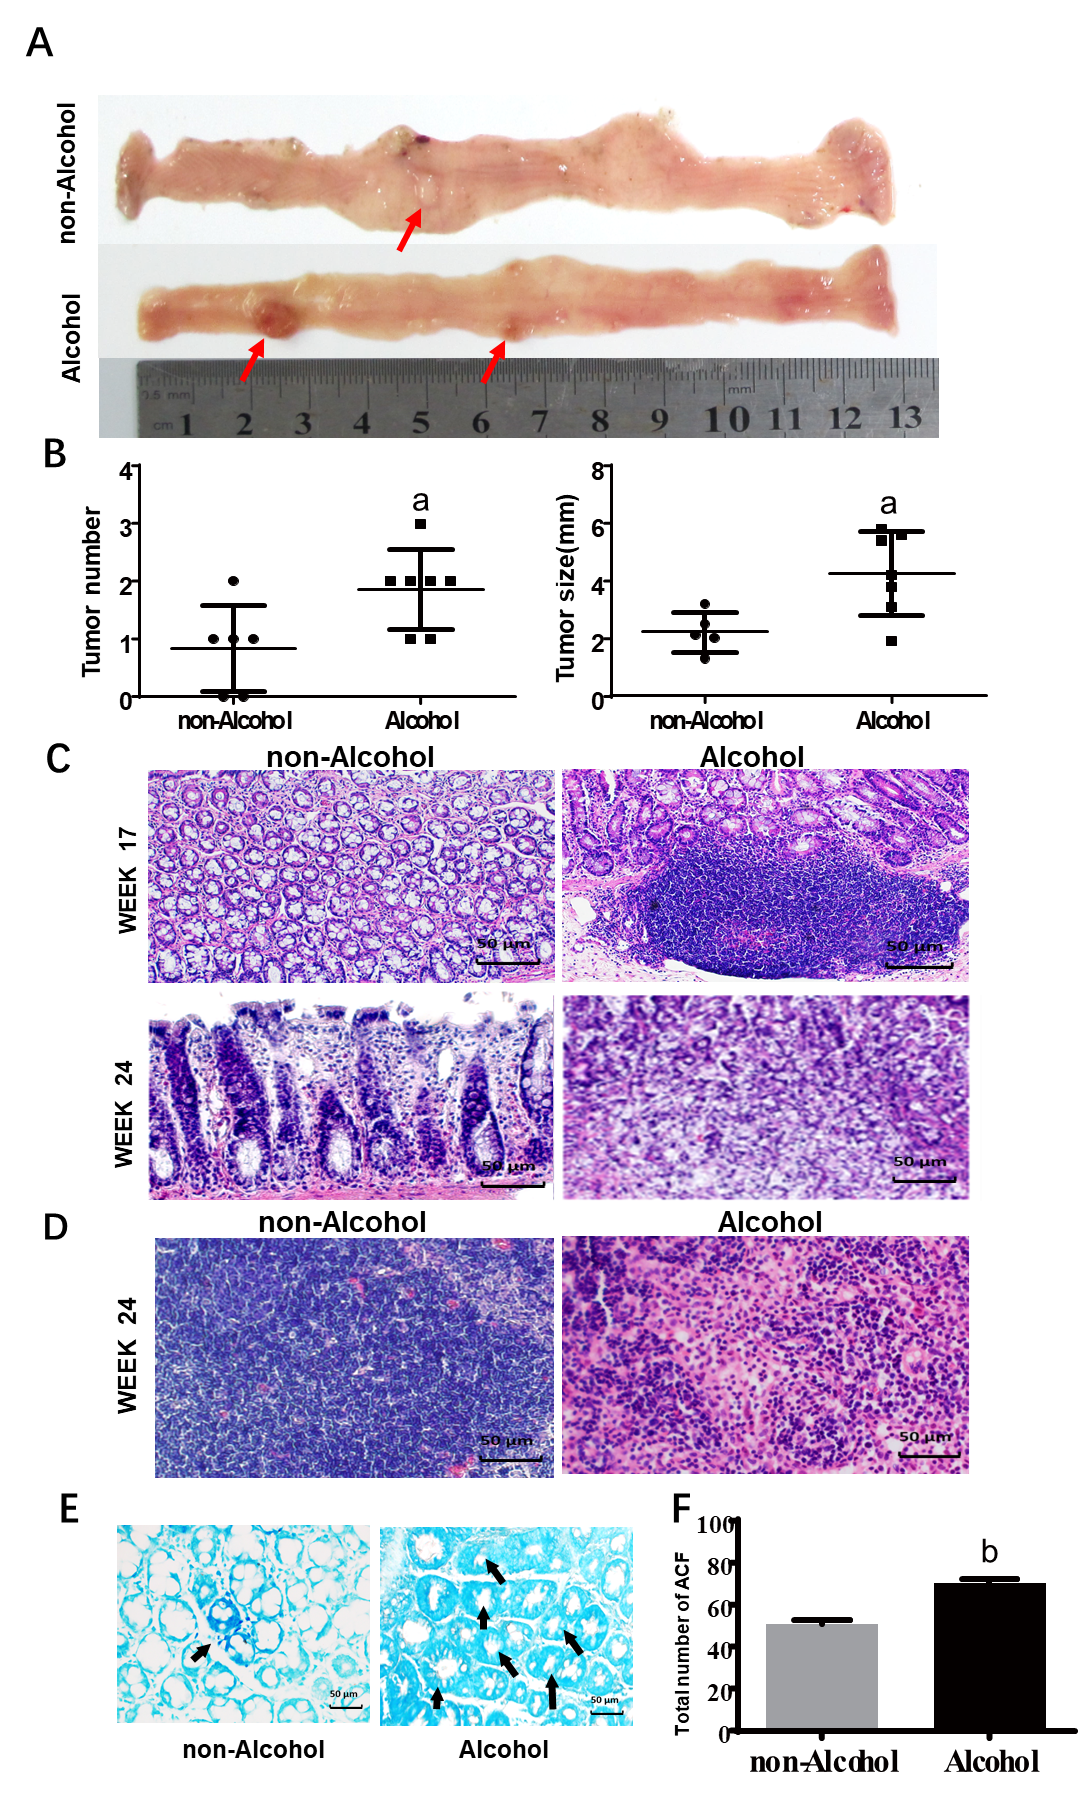 A
non-Alcohol
Alcohol
0.5 mm
mm
cm 1 2 3 4 5 6 7 8 9 10 11 12 13
B
Tumor number
4
3
2
1
0
a
non-Alcohol
Alcohol
Tumor size(mm)
8
6
4
2
0
a
non-Alcohol
Alcohol
C
non-Alcohol
Alcohol
WEEK 17
50 μm
50 μm
WEEK 24
50 μm
50 μm
D
non-Alcohol
Alcohol
WEEK 24
50 μm
50 μm
E
50 μm
50 μm
non-Alcohol
Alcohol
F
Total number of ACF
100
80
60
40
20
0
b
non-Alcohol
Alcohol